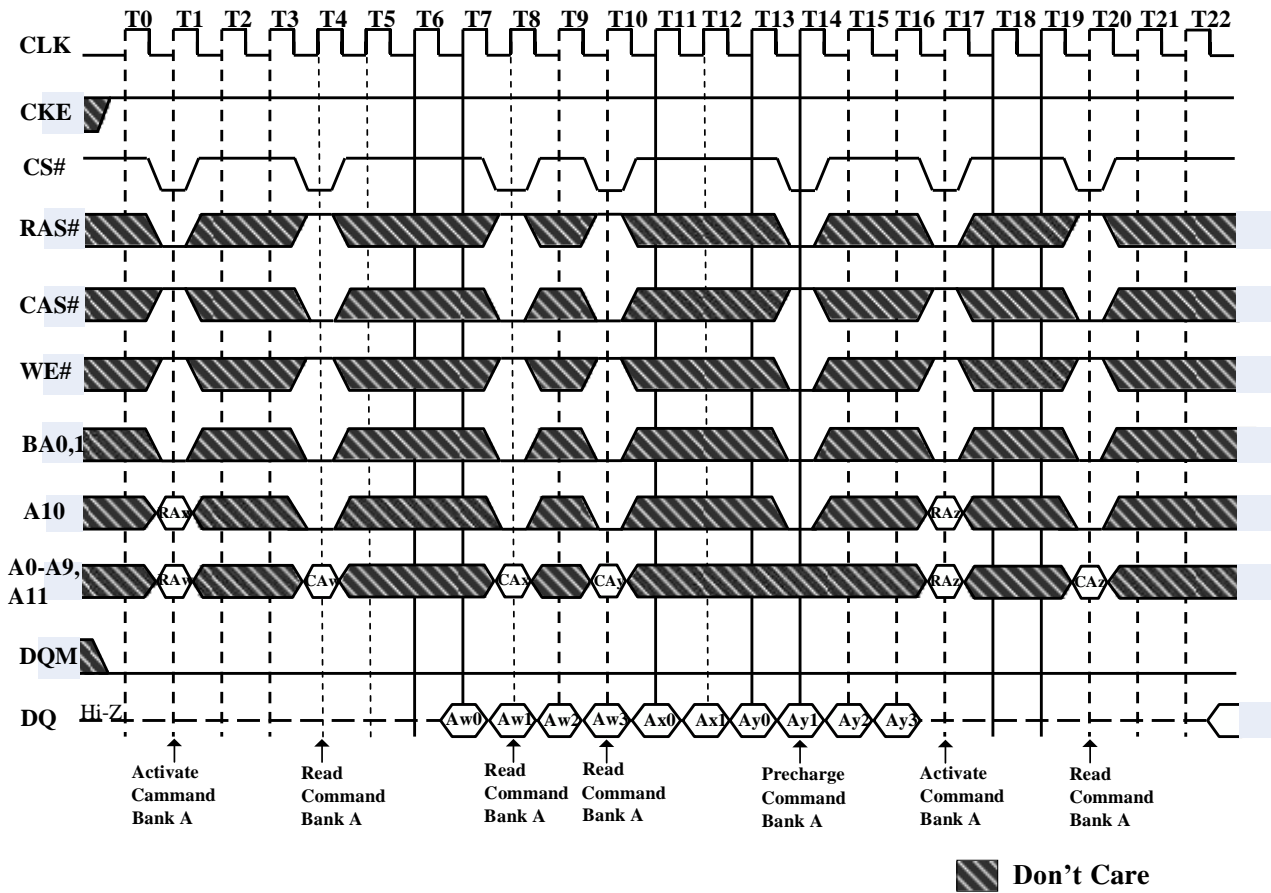 T0 T1 T2 T3 T4 T5 T6 T7 T8 T9 T10 T11 T12 T13 T14 T15 T16 T17 T18 T19 T20 T21 T22
CLK
CKE
CS#
RAS#
CAS#
WE#
BA0,1
A10 RAx RAz
A0-A9,
A11
RAw CAw CAx CAy RAz CAz
DQM
DQ Hi-Z Aw0 Aw1 Aw2 Aw3 Ax0 Ax1 Ay0 Ay1 Ay2 Ay3
Activate
Cammand
Bank A
Read
Command
Bank A
Read
Command
Bank A
Read
Command
Bank A
Precharge
Command
Bank A
Activate
Command
Bank A
Read
Command
Bank A
Don't Care